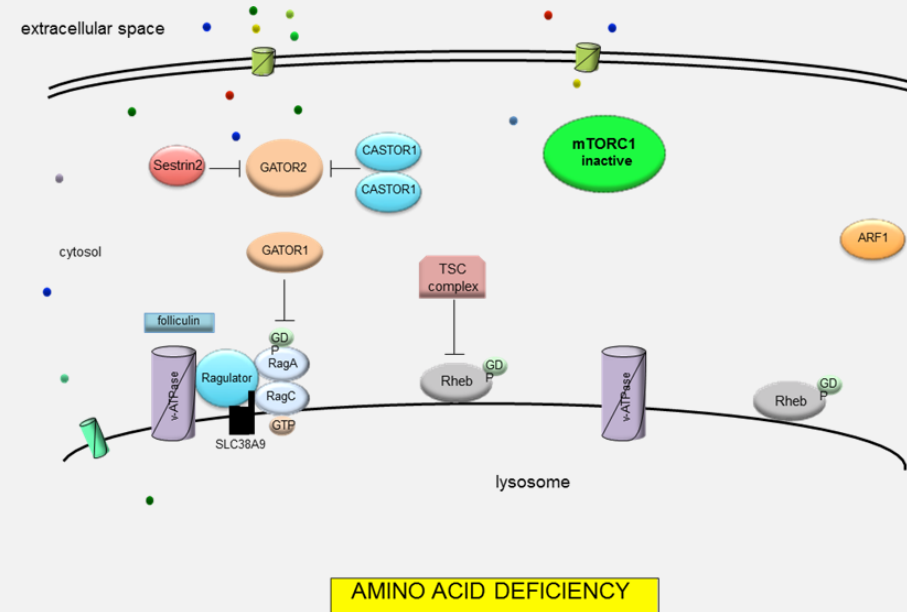 extracellular space
mTORC1
inactive
CASTOR1
Sestrin2
GATOR2
CASTOR1
ARF1
GATOR1
cytosol
TSC
complex
folliculin
GD
P
RagA
Ragulator
v-ATPase
RagC
GTP
SLC38A9
Rheb
GD
P
v-ATPase
Rheb
GD
P
lysosome
AMINO ACID DEFICIENCY